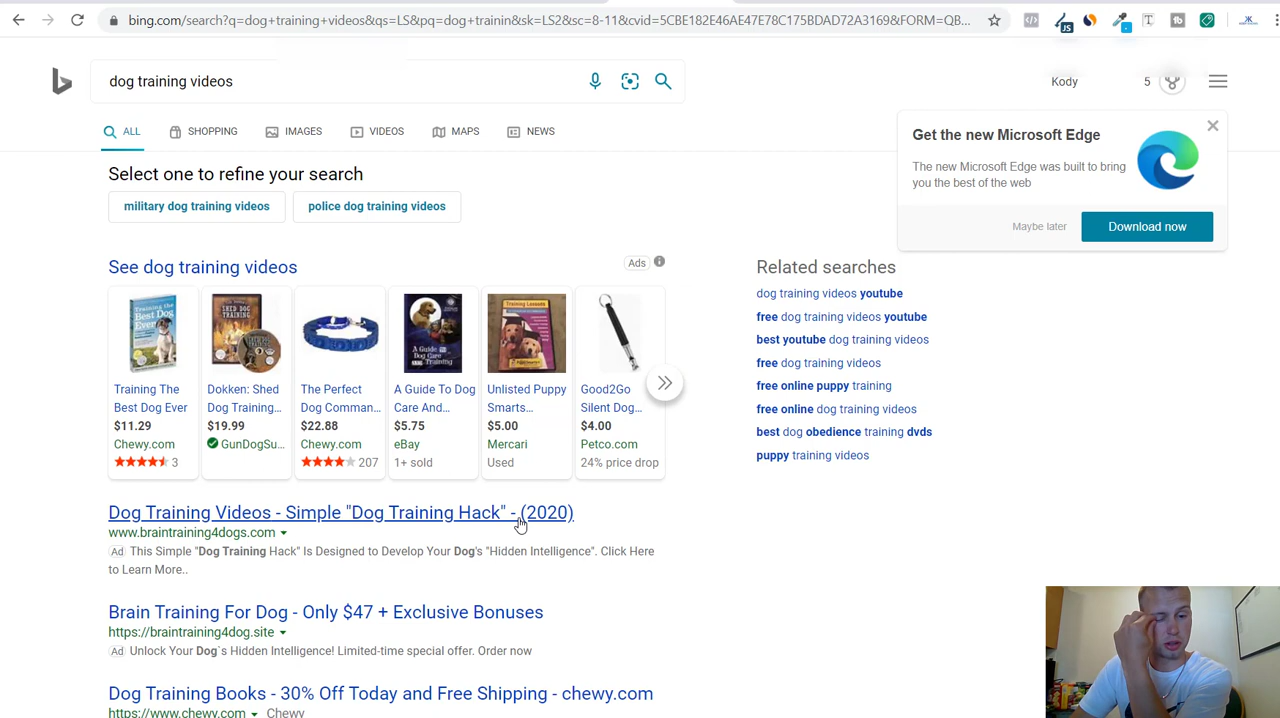 bing.com/search?q=dog+training+videos&qs=LS&pq=dog+trainin&sk=LS2&sc=8-11&cvid=5CBE182E46AE47E78C175BDAD72A3169&FORM=QB...
JS
T
dog training videos
Kody
5
ALL
SHOPPING
IMAGES
VIDEOS
MAPS
NEWS
Get the new Microsoft Edge
The new Microsoft Edge was built to bring
you the best of the web
Maybe later
Download now
Select one to refine your search
military dog training videos
police dog training videos
See dog training videos
Ads
Training The
Best Dog Ever
$11.29
Chewy.com
3
Dokken: Shed
Dog Training...
$19.99
GunDogSu...
The Perfect
Dog Comman...
$22.88
Chewy.com
207
A Guide To Dog
Care And...
$5.75
eBay
1+ sold
Unlisted Puppy
Smarts...
$5.00
Mercari
Used
Good2Go
Silent Dog...
$4.00
Petco.com
24% price drop
Related searches
dog training videos youtube
free dog training videos youtube
best youtube dog training videos
free dog training videos
free online puppy training
free online dog training videos
best dog obedience training dvds
puppy training videos
Dog Training Videos - Simple "Dog Training Hack" - (2020)
www.braintraining4dogs.com
Ad This Simple "Dog Training Hack" Is Designed to Develop Your Dog's "Hidden Intelligence". Click Here
to Learn More..
Brain Training For Dog - Only $47 + Exclusive Bonuses
https://braintraining4dog.site
Ad Unlock Your Dog`s Hidden Intelligence! Limited-time special offer. Order now
Dog Training Books - 30% Off Today and Free Shipping - chewy.com
https://www.chewy.com Chewy